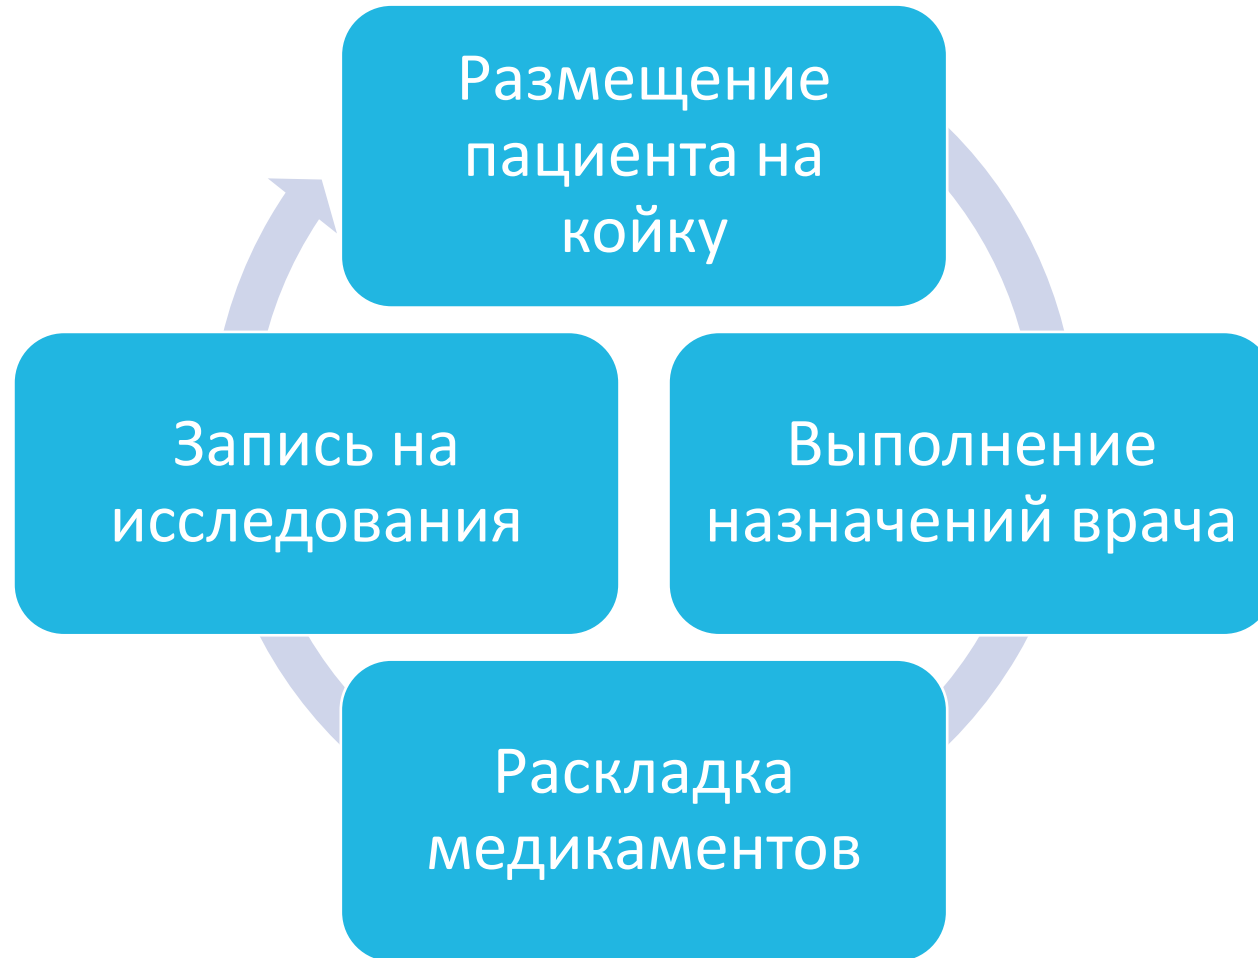 Размещение
пациента на
койку
Запись на
исследования
Выполнение
назначений врача
Раскладка
медикаментов